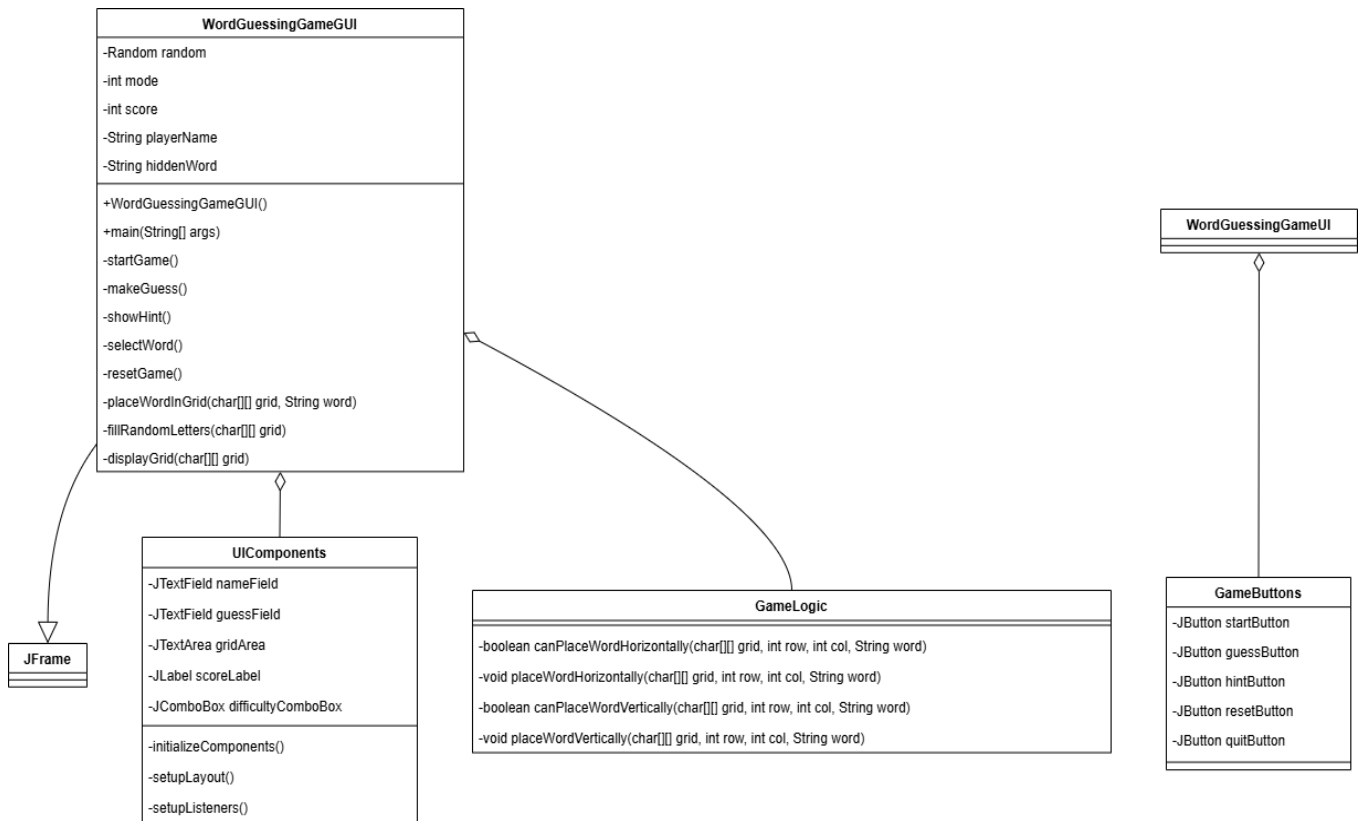 WordGuessingGameGUI
-Random random
-int mode
-int score
-String playerName
-String hiddenWord
+WordGuessingGameGUI()
+main(String[] args)
-startGame()
-makeGuess()
-showHint()
-selectWord()
-resetGame()
-placeWordInGrid(char[][] grid, String word)
-fillRandomLetters(char[][] grid)
-displayGrid(char[][] grid)
WordGuessingGameUI
JFrame
UIComponents
-JTextField nameField
-JTextField guessField
-JTextArea gridArea
-JLabel scoreLabel
-JComboBox difficultyComboBox
-initializeComponents()
-setupLayout()
-setupListeners()
GameLogic
-boolean canPlaceWordHorizontally(char[][] grid, int row, int col, String word)
-void placeWordHorizontally(char[][] grid, int row, int col, String word)
-boolean canPlaceWordVertically(char[][] grid, int row, int col, String word)
-void placeWordVertically(char[][] grid, int row, int col, String word)
GameButtons
-JButton startButton
-JButton guessButton
-JButton hintButton
-JButton resetButton
-JButton quitButton